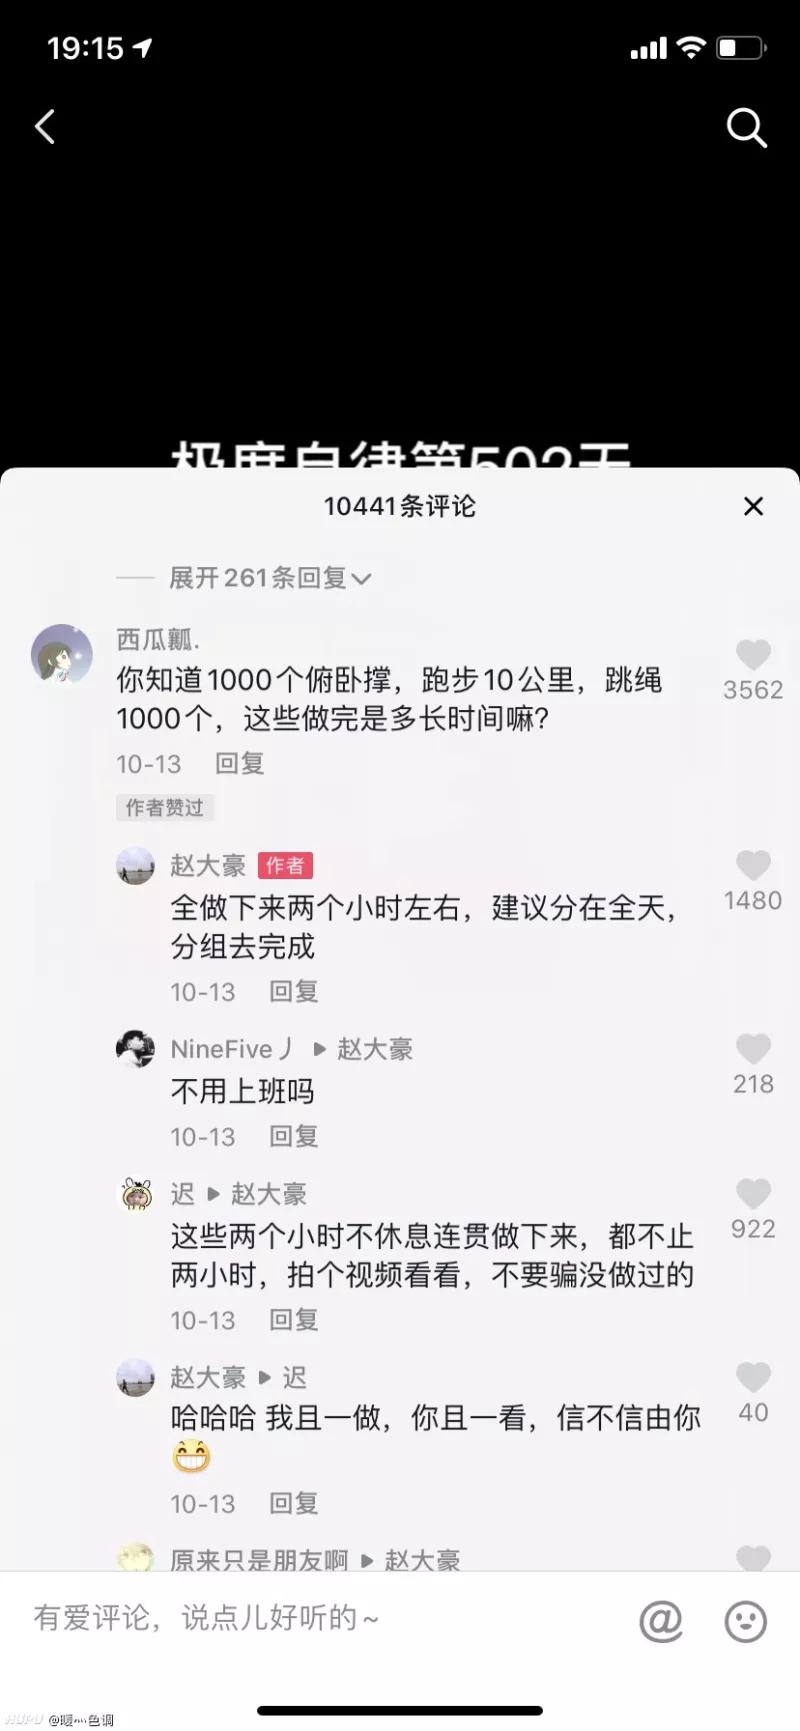 19:15
极度自律第502天
10441条评论
展开261条回复
西瓜瓤.
你知道1000个俯卧撑，跑步10公里，跳绳
1000个，这些做完是多长时间嘛？
3562
10-13 回复
作者赞过
赵大豪 作者
全做下来两个小时左右，建议分在全天，
分组去完成
1480
10-13 回复
NineFive丿 ▶ 赵大豪
不用上班吗
218
10-13 回复
迟 ▶ 赵大豪
这些两个小时不休息连贯做下来，都不止
两小时，拍个视频看看，不要骗没做过的
922
10-13 回复
赵大豪 ▶ 迟
哈哈哈 我且一做，你且一看，信不信由你
😁
40
10-13 回复
原来只是朋友啊 ▶ 赵大豪
有爱评论，说点儿好听的~
@
HUPU @暖灬色调